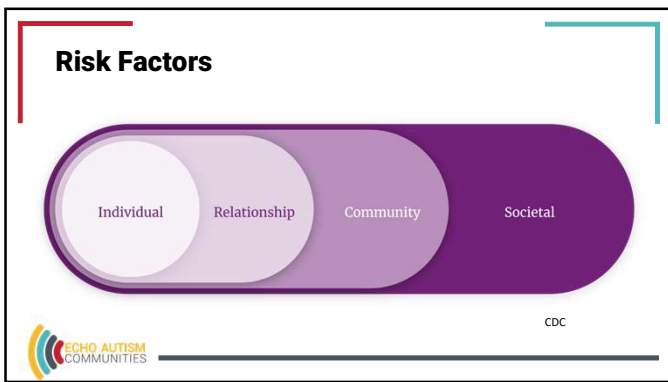 Risk Factors
Individual Relationship Community Societal
CDC
ECHO AUTISM
COMMUNITIES